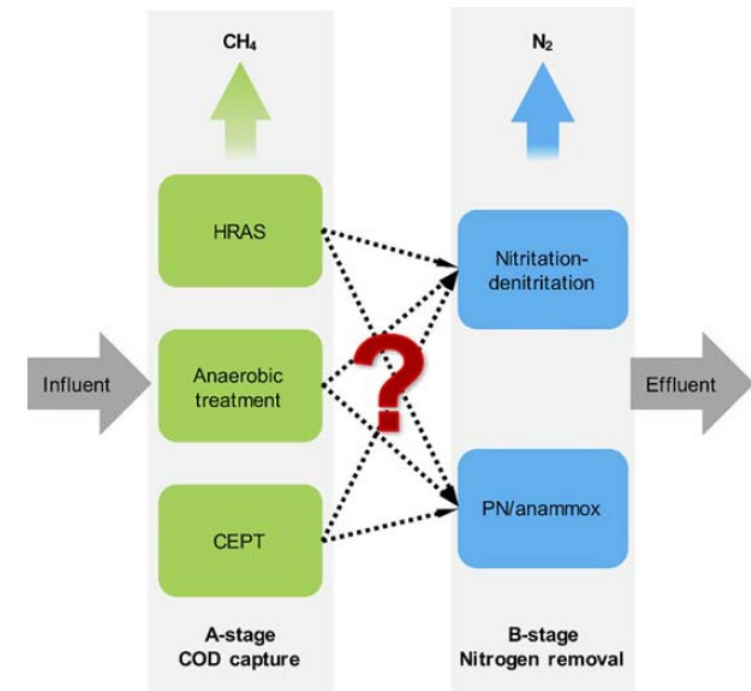 CH₄
N₂
HRAS
Nitritation-
denitritation
Influent
Anaerobic
treatment
?
Effluent
CEPT
PN/anammox
A-stage
COD capture
B-stage
Nitrogen removal